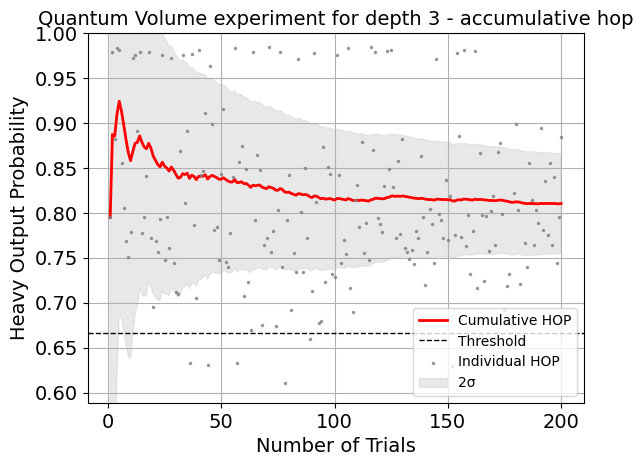 Quantum Volume experiment for depth 3 - accumulative hop
Heavy Output Probability
1.00
0.95
0.90
0.85
0.80
0.75
0.70
0.65
0.60
Cumulative HOP
Threshold
Individual HOP
2σ
0
50
100
150
200
Number of Trials